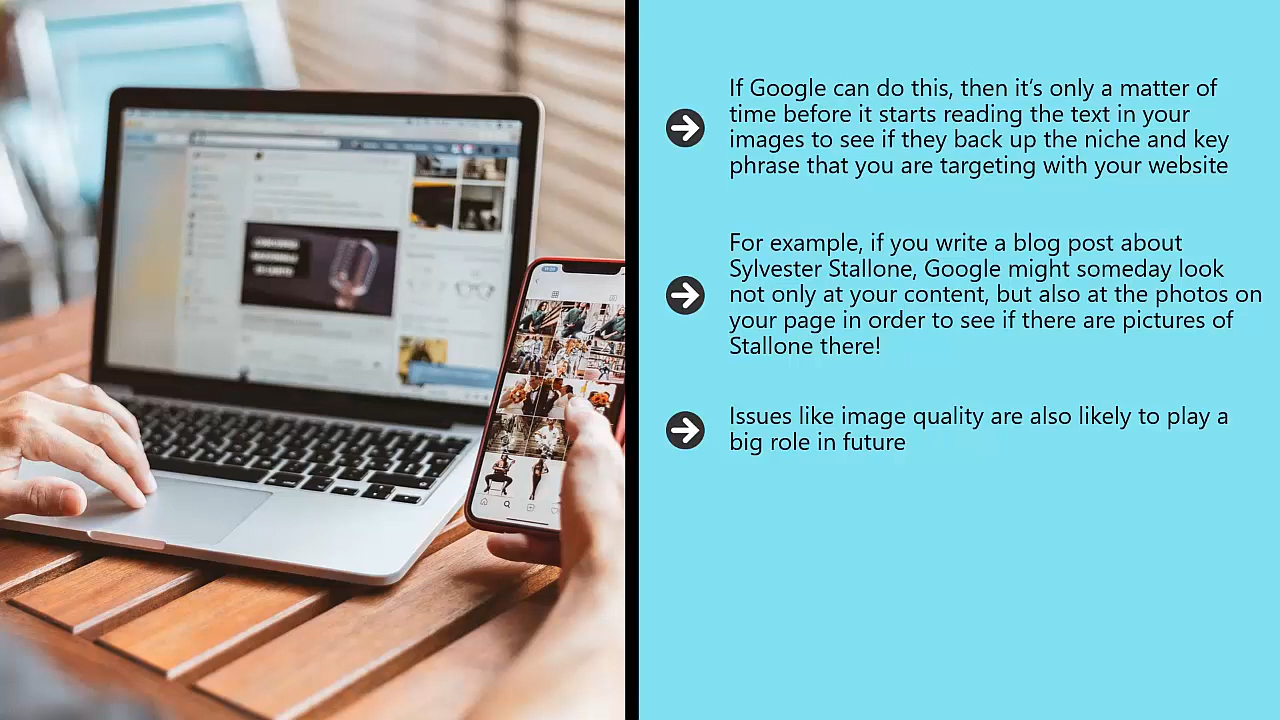 If Google can do this, then it's only a matter of
time before it starts reading the text in your
images to see if they back up the niche and key
phrase that you are targeting with your website
For example, if you write a blog post about
Sylvester Stallone, Google might someday look
not only at your content, but also at the photos on
your page in order to see if there are pictures of
Stallone there!
Issues like image quality are also likely to play a
big role in future